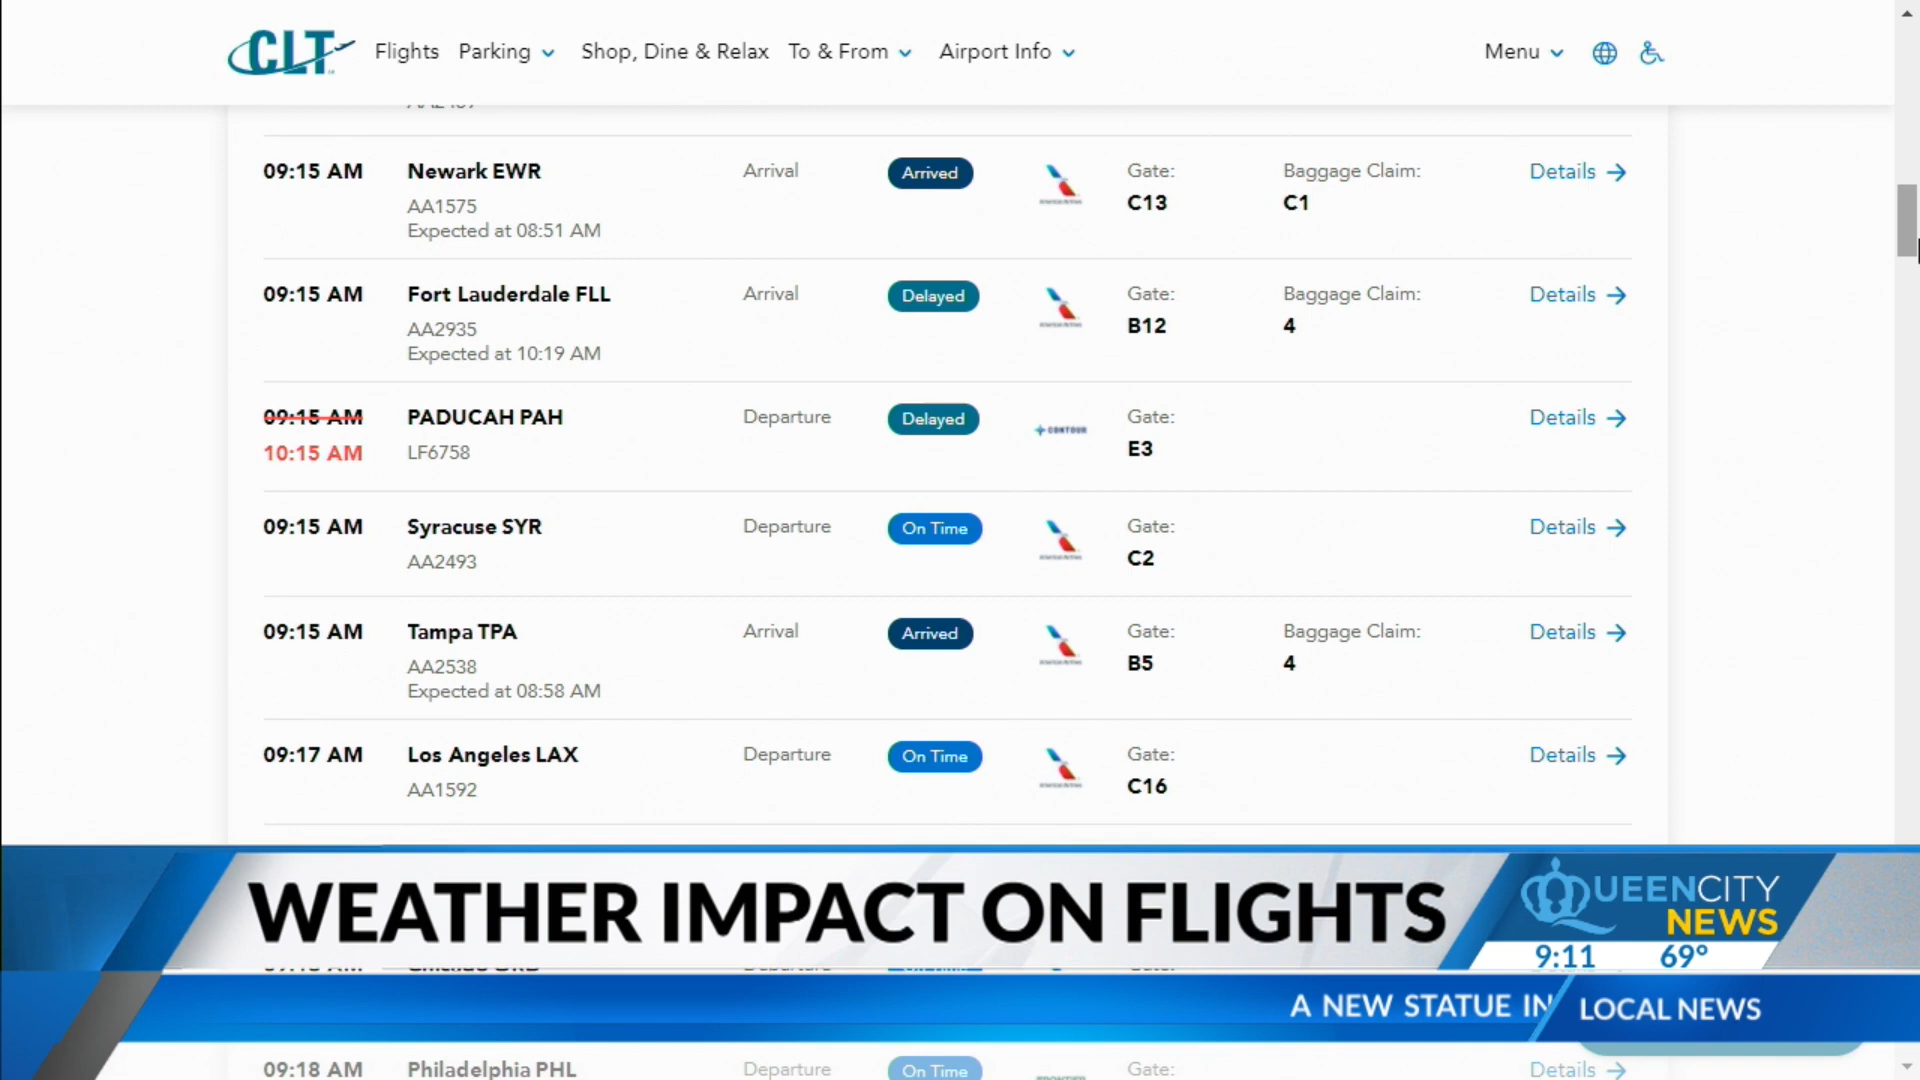 CLT Flights Parking Shop, Dine & Relax To & From Airport Info Menu
09:15 AM Newark EWR Arrival Arrived Gate: Baggage Claim: Details →
AA1575 C13 C1
Expected at 08:51 AM
09:15 AM Fort Lauderdale FLL Arrival Delayed Gate: Baggage Claim: Details →
AA2935 B12 4
Expected at 10:19 AM
09:15 AM PADUCAH PAH Departure Delayed CONTOUR Gate: Details →
10:15 AM LF6758 E3
09:15 AM Syracuse SYR Departure On Time Gate: Details →
AA2493 C2
09:15 AM Tampa TPA Arrival Arrived Gate: Baggage Claim: Details →
AA2538 B5 4
Expected at 08:58 AM
09:17 AM Los Angeles LAX Departure On Time Gate: Details →
AA1592 C16
WEATHER IMPACT ON FLIGHTS
QUEEN CITY
NEWS
9:11 69°
A NEW STATUE IN LOCAL NEWS
09:18 AM Philadelphia PHL Departure On Time Gate: Details →